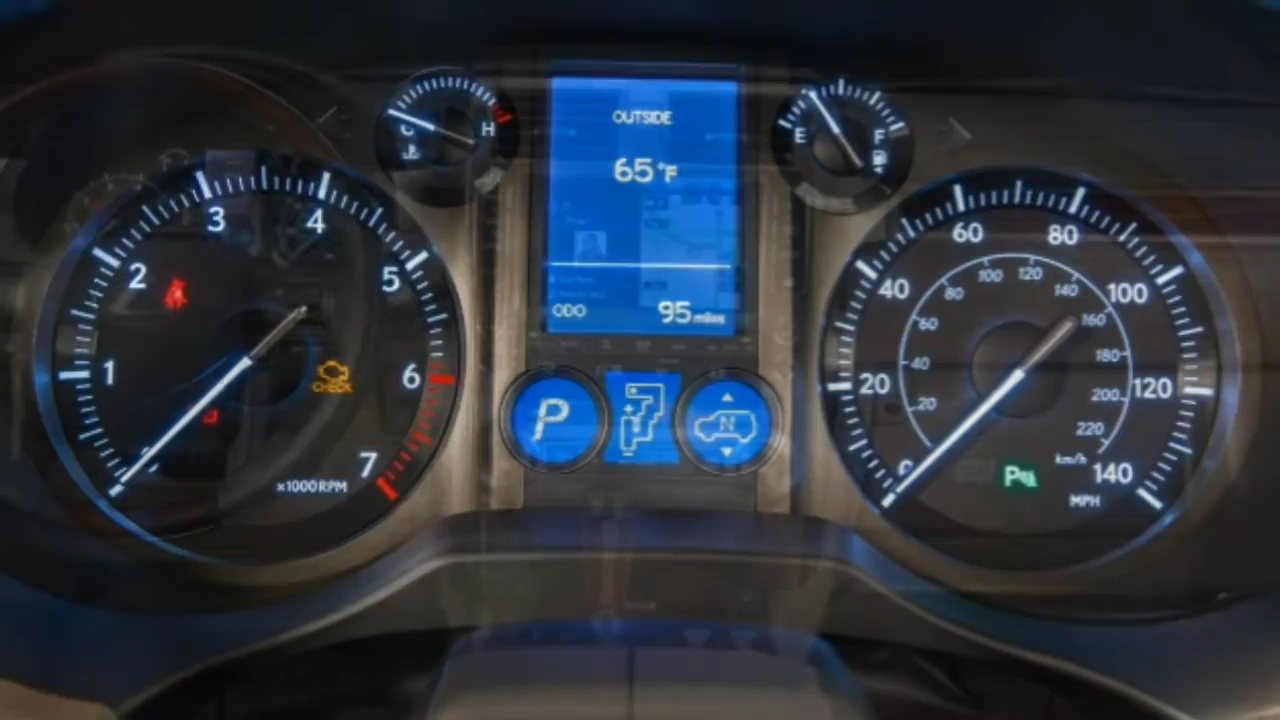 C H
OUTSIDE
65°F
ODO 95 miles
E F
1 2 3 4 5 6 7
CHECK
x1000 RPM
P
N
0 20 40 60 80 100 120 140
20 40 60 80 100 120 140 160 180 200 220
km/h
MPH
P